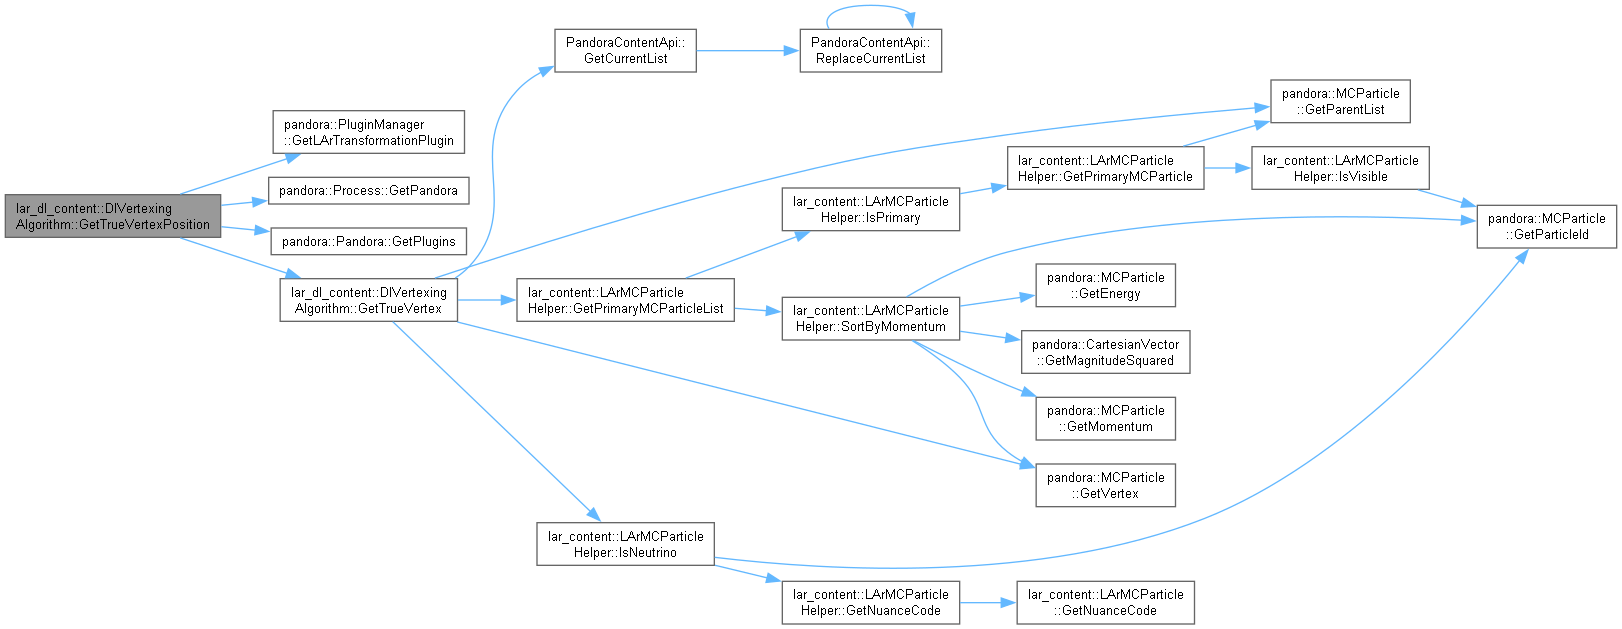 lar_dl_content::DlVertexing
Algorithm::GetTrueVertexPosition
pandora::PluginManager
::GetLArTransformationPlugin
pandora::Process::GetPandora
pandora::Pandora::GetPlugins
lar_dl_content::DlVertexing
Algorithm::GetTrueVertex
PandoraContentApi::
GetCurrentList
PandoraContentApi::
ReplaceCurrentList
lar_content::LArMCParticle
Helper::GetPrimaryMCParticleList
lar_content::LArMCParticle
Helper::IsPrimary
lar_content::LArMCParticle
Helper::GetPrimaryMCParticle
pandora::MCParticle
::GetParentList
lar_content::LArMCParticle
Helper::IsVisible
pandora::MCParticle
::GetParticleId
lar_content::LArMCParticle
Helper::SortByMomentum
pandora::MCParticle
::GetEnergy
pandora::CartesianVector
::GetMagnitudeSquared
pandora::MCParticle
::GetMomentum
pandora::MCParticle
::GetVertex
lar_content::LArMCParticle
Helper::IsNeutrino
lar_content::LArMCParticle
Helper::GetNuanceCode
lar_content::LArMCParticle
::GetNuanceCode